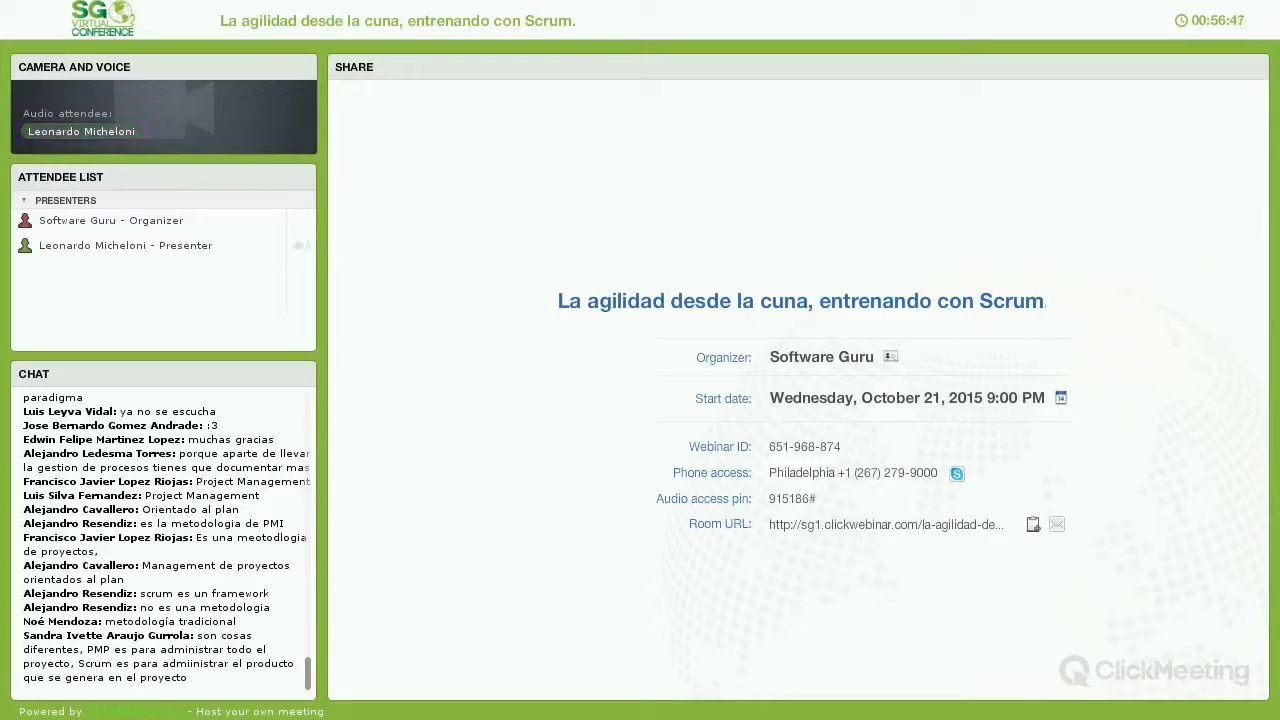 SG
VIRTUAL
CONFERENCE
La agilidad desde la cuna, entrenando con Scrum.
00:56:47
CAMERA AND VOICE
Audio attendee:
Leonardo Micheloni
ATTENDEE LIST
PRESENTERS
Software Guru - Organizer
Leonardo Micheloni - Presenter
CHAT
paradigma
Luis Leyva Vidal: ya no se escucha
Jose Bernardo Gomez Andrade: :3
Edwin Felipe Martinez Lopez: muchas gracias
Alejandro Ledesma Torres: porque aparte de llevar
la gestion de procesos tienes que documentar mas
Francisco Javier Lopez Riojas: Project Management
Luis Silva Fernandez: Project Management
Alejandro Cavallero: Orientado al plan
Alejandro Resendiz: es la metodologia de PMI
Francisco Javier Lopez Riojas: Es una meotodlogia
de proyectos,
Alejandro Cavallero: Management de proyectos
orientados al plan
Alejandro Resendiz: scrum es un framework
Alejandro Resendiz: no es una metodologia
Noé Mendoza: metodología tradicional
Sandra Ivette Araujo Gurrola: son cosas
diferentes, PMP es para administrar todo el
proyecto, Scrum es para admiinistrar el producto
que se genera en el proyecto
SHARE
La agilidad desde la cuna, entrenando con Scrum.
Organizer: Software Guru
Start date: Wednesday, October 21, 2015 9:00 PM
14
Webinar ID: 651-968-874
Phone access: Philadelphia +1 (267) 279-9000
Audio access pin: 915186#
Room URL: http://sg1.clickwebinar.com/la-agilidad-de...
ClickMeeting
Powered by - Host your own meeting